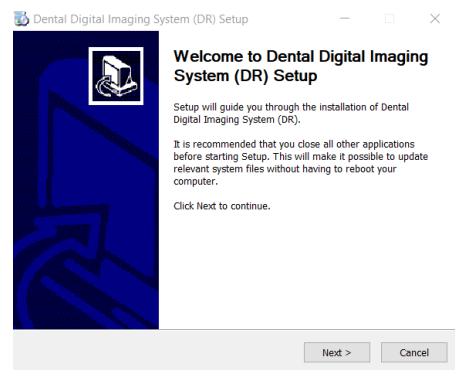 Dental Digital Imaging System (DR) Setup
Welcome to Dental Digital Imaging
System (DR) Setup
Setup will guide you through the installation of Dental
Digital Imaging System (DR).
It is recommended that you close all other applications
before starting Setup. This will make it possible to update
relevant system files without having to reboot your
computer.
Click Next to continue.
Next >
Cancel